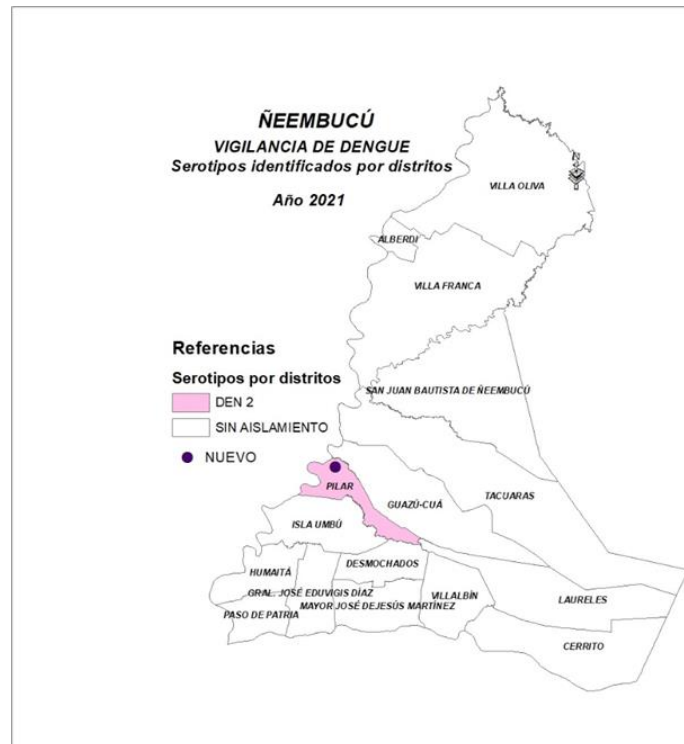 ÑEEMBUCÚ
VIGILANCIA DE DENGUE
Serotipos identificados por distritos
Año 2021
N
VILLA OLIVA
ALBERDI
VILLA FRANCA
Referencias
Serotipos por distritos
DEN 2
SIN AISLAMIENTO
NUEVO
SAN JUAN BAUTISTA DE ÑEEMBUCÚ
PILAR
GUAZÚ-CUÁ
TACUARAS
ISLA UMBÚ
DESMOCHADOS
HUMAITÁ
GRAL. JOSÉ EDUVIGIS DÍAZ
VILLALBÍN
LAURELES
PASO DE PATRIA
MAYOR JOSÉ DEJESÚS MARTÍNEZ
CERRITO